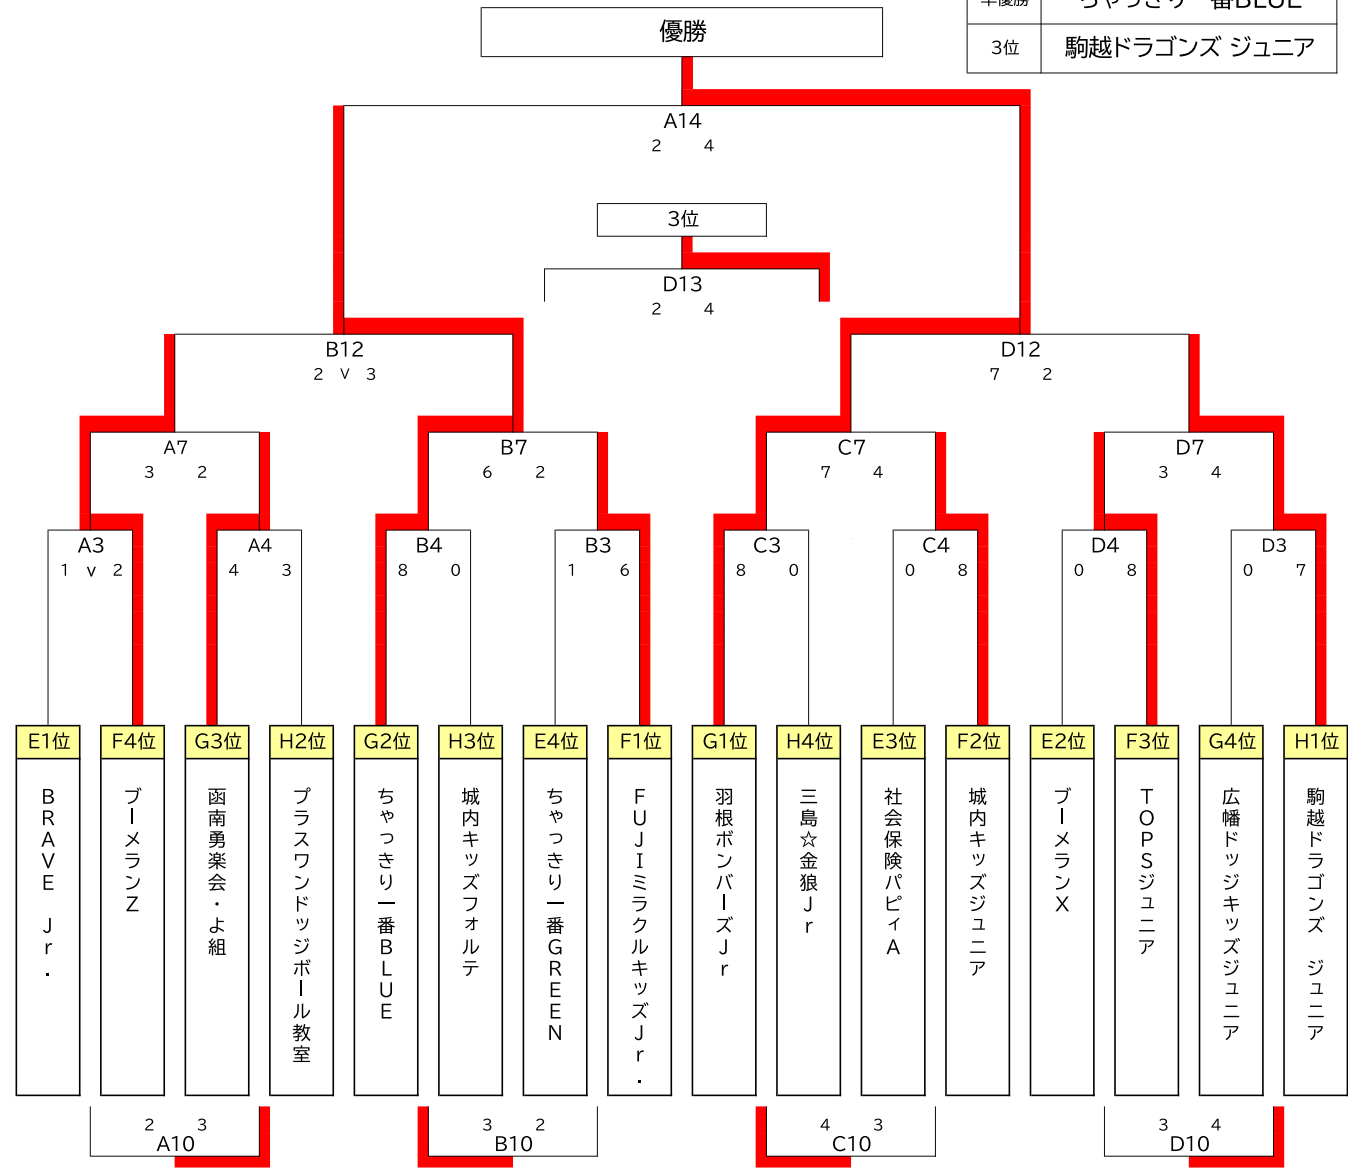 優勝
準優勝 ちゃっきり一番BLUE
3位 駒越ドラゴンズ ジュニア
A14
2 4
3位
D13
2 4
B12
2 V 3
D12
7 2
A7
3 2
B7
6 2
C7
7 4
D7
3 4
A3
1 V 2
A4
4 3
B4
8 0
B3
1 6
C3
8 0
C4
0 8
D4
0 8
D3
0 7
E1位
BRAVE Jr.
F4位
ブーメランZ
G3位
函南勇楽会・よ組
H2位
プラスワンドッジボール教室
G2位
ちゃっきり一番BLUE
H3位
城内キッズフォルテ
E4位
ちゃっきり一番GREEN
F1位
FUJIミラクルキッズJr.
G1位
羽根ボンバーズJr
H4位
三島☆金狼Jr
E3位
社会保険パピィA
F2位
城内キッズジュニア
E2位
ブーメランX
F3位
TOPSジュニア
G4位
広幡ドッジキッズジュニア
H1位
駒越ドラゴンズ ジュニア
2 3
A10
3 2
B10
4 3
C10
3 4
D10